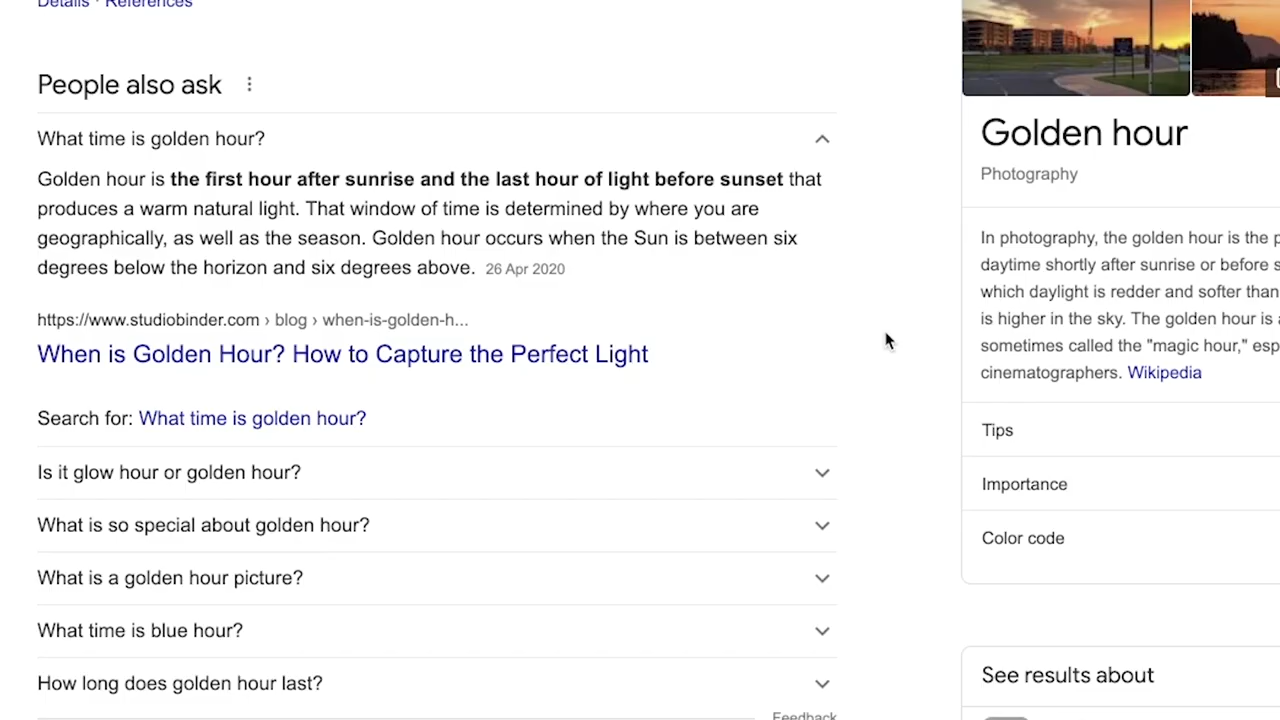 Details · References
People also ask
What time is golden hour?
Golden hour is the first hour after sunrise and the last hour of light before sunset that
produces a warm natural light. That window of time is determined by where you are
geographically, as well as the season. Golden hour occurs when the Sun is between six
degrees below the horizon and six degrees above. 26 Apr 2020
https://www.studiobinder.com › blog › when-is-golden-h...
When is Golden Hour? How to Capture the Perfect Light
Search for: What time is golden hour?
Is it glow hour or golden hour?
What is so special about golden hour?
What is a golden hour picture?
What time is blue hour?
How long does golden hour last?
Feedback
Golden hour
Photography
In photography, the golden hour is the
daytime shortly after sunrise or before
which daylight is redder and softer than
is higher in the sky. The golden hour is
sometimes called the "magic hour,"
cinematographers. Wikipedia
Tips
Importance
Color code
See results about